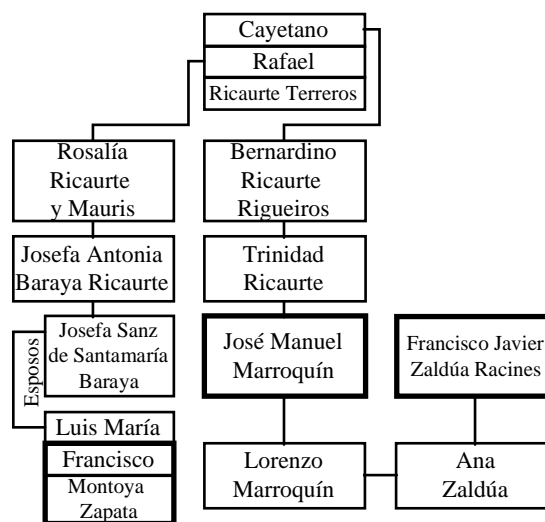 Cayetano
Rafael
Ricaurte Terreros
Rosalía
Ricaurte
y Mauris
Bernardino
Ricaurte
Rigueiros
Josefa Antonia
Baraya Ricaurte
Trinidad
Ricaurte
Esposos
Josefa Sanz
de Santamaría
Baraya
José Manuel
Marroquín
Francisco Javier
Zaldúa Racines
Luis María
Francisco
Montoya
Zapata
Lorenzo
Marroquín
Ana
Zaldúa